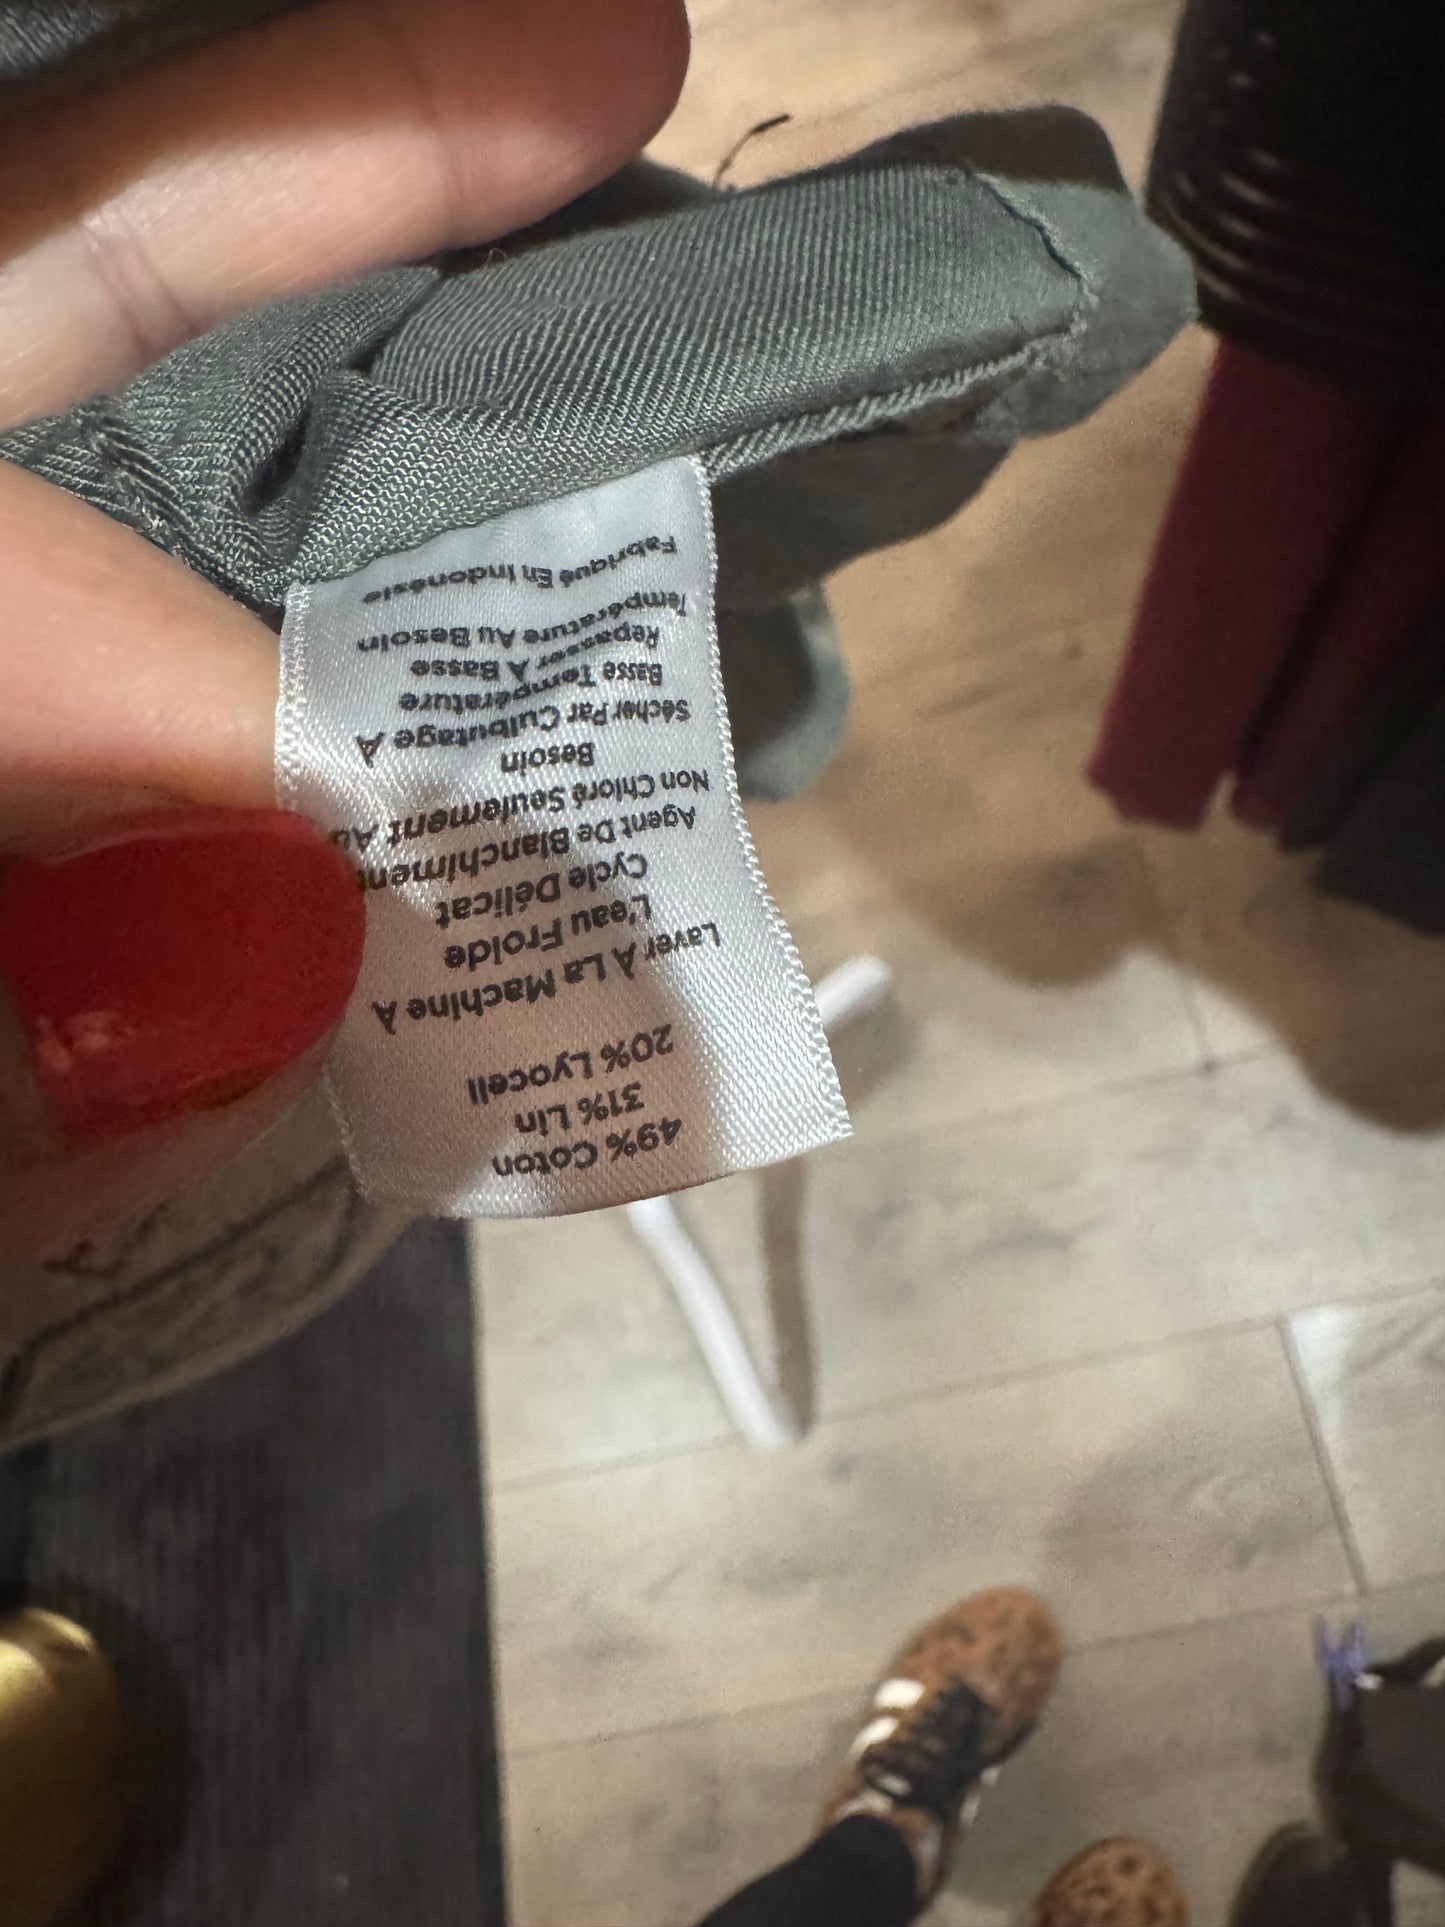 49% Coton
31% Lin
20% Lyocell
Laver À La Machine À
L'eau Froide
Cycle Délicat
Agent De Blanchiment
Non Chloré Seulement Au
Besoin
Sécher Par Culbutage À
Basse Température
Repasser À Basse
Température Au Besoin
Fabriqué En Indonésie